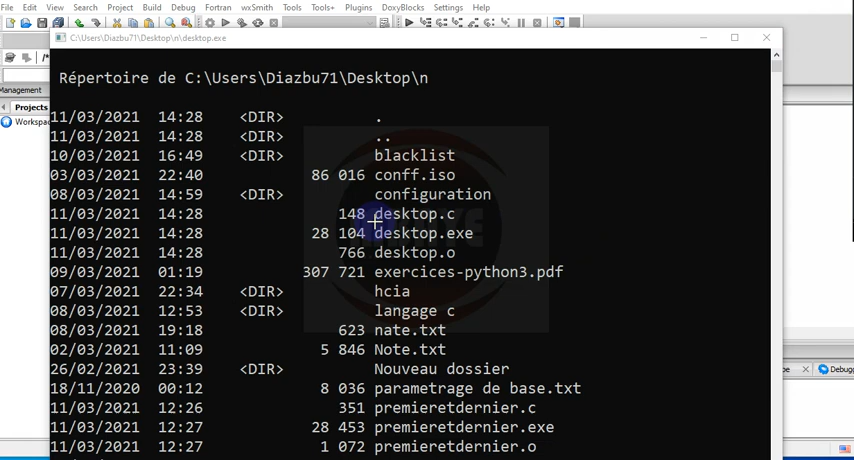 File Edit View Search Project Build Debug Fortran wxSmith Tools Tools+ Plugins DoxyBlocks Settings Help
C:\Users\Diazbu71\Desktop\n\desktop.exe
Management
Projects
Workspac
Répertoire de C:\Users\Diazbu71\Desktop\n
11/03/2021 14:28 <DIR> .
11/03/2021 14:28 <DIR> ..
10/03/2021 16:49 <DIR> blacklist
03/03/2021 22:40 86 016 conff.iso
08/03/2021 14:59 <DIR> configuration
11/03/2021 14:28 148 desktop.c
11/03/2021 14:28 28 104 desktop.exe
11/03/2021 14:28 766 desktop.o
09/03/2021 01:19 307 721 exercices-python3.pdf
07/03/2021 22:34 <DIR> hcia
08/03/2021 12:53 <DIR> langage c
08/03/2021 19:18 623 nate.txt
02/03/2021 11:09 5 846 Note.txt
26/02/2021 23:39 <DIR> Nouveau dossier
18/11/2020 00:12 8 036 parametrage de base.txt
11/03/2021 12:26 351 premieretdernier.c
11/03/2021 12:27 28 453 premieretdernier.exe
11/03/2021 12:27 1 072 premieretdernier.o
Debugg